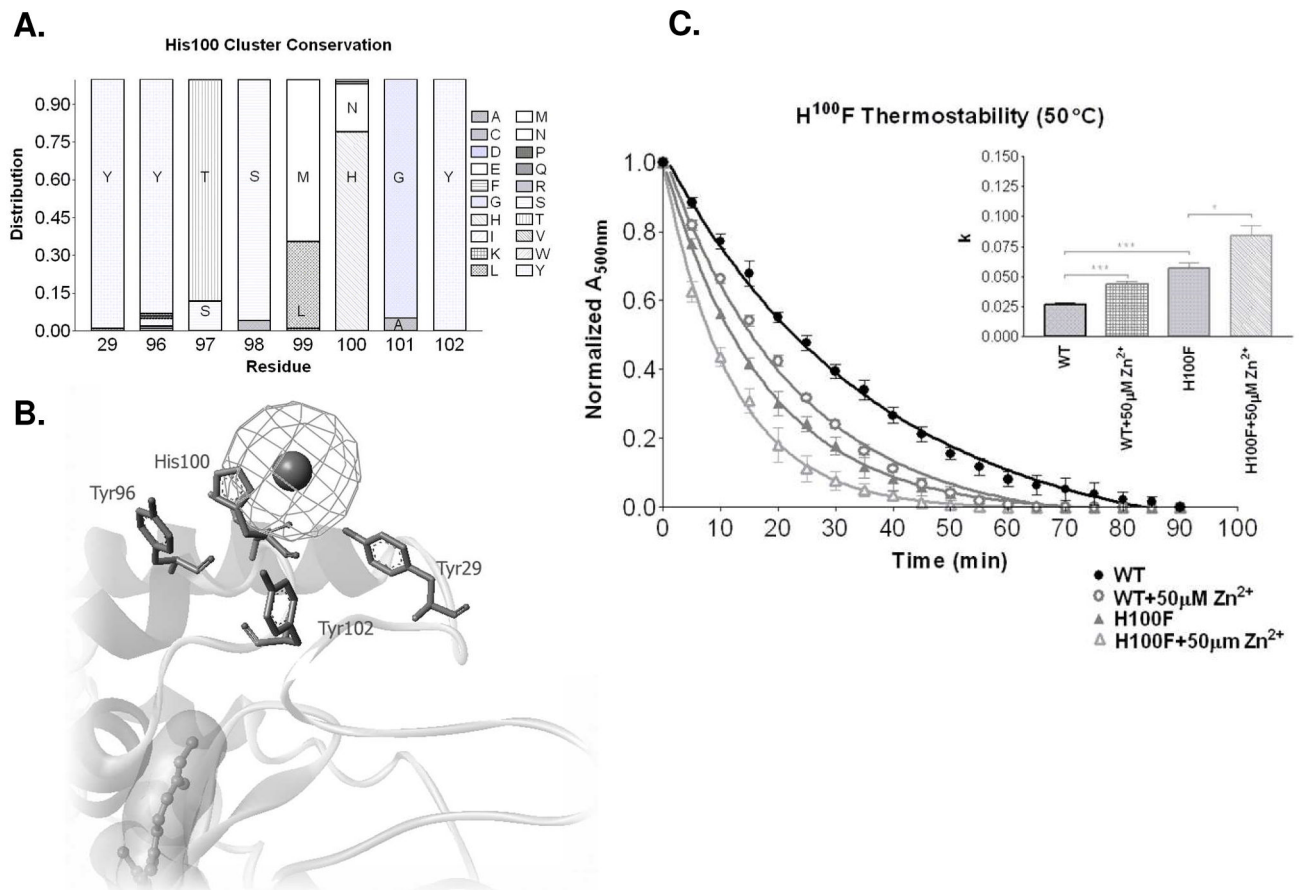 A.
His100 Cluster Conservation
Distribution
0.90
0.75
0.60
0.45
0.30
0.15
0.00
Y
Y
T
S
S
M
L
N
H
G
A
Y
29 96 97 98 99 100 101 102
Residue
A M
C N
D P
E Q
F R
G S
H T
I V
K W
L Y
B.
His100
Tyr96
Tyr29
Tyr102
C.
H¹⁰⁰F Thermostability (50°C)
Normalized A500nm
1.0
0.8
0.6
0.4
0.2
0.0
0 10 20 30 40 50 60 70 80 90 100
Time (min)
k
0.150
0.125
0.100
0.075
0.050
0.025
0.000
***
***
*
WT
WT+50μM Zn²⁺
H100F
H100F+50μM Zn²⁺
WT
WT+50μM Zn²⁺
H100F
H100F+50μm Zn²⁺